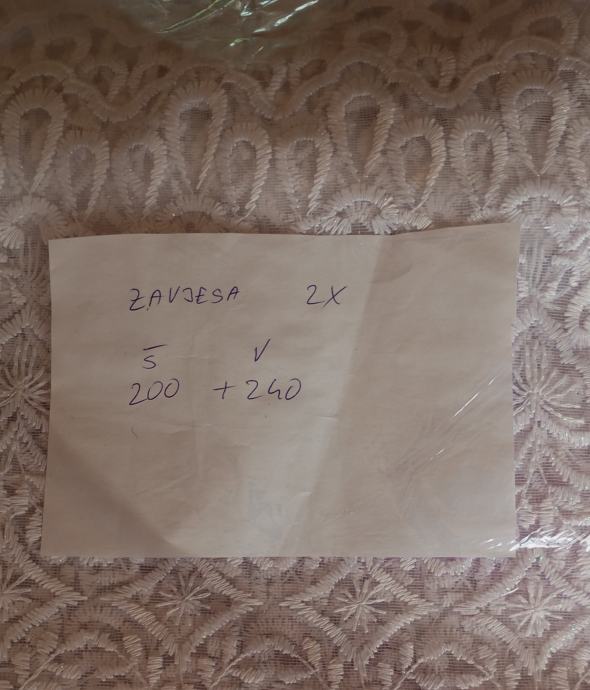 ZAVJESA 2X
S̄ V
200 + 240